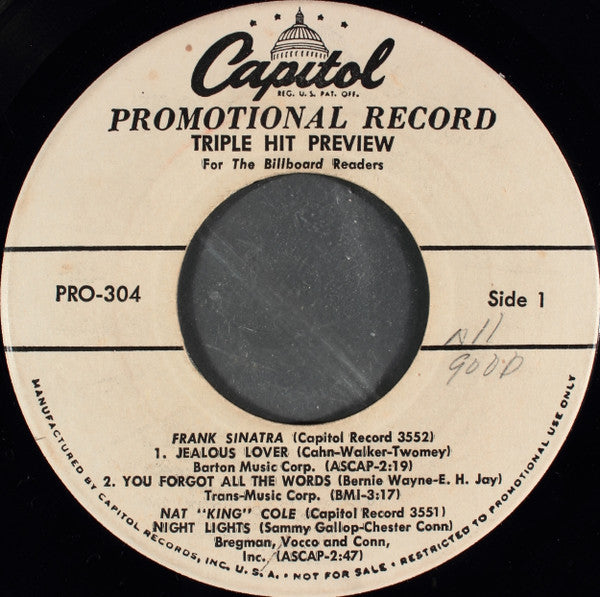 Capitol
REG. U. S. PAT. OFF.
PROMOTIONAL RECORD
TRIPLE HIT PREVIEW
For The Billboard Readers
PRO-304
Side 1
All
GOOD
FRANK SINATRA (Capitol Record 3552)
1. JEALOUS LOVER (Cahn-Walker-Twomey)
Barton Music Corp. (ASCAP-2:19)
2. YOU FORGOT ALL THE WORDS (Bernie Wayne-E. H. Jay)
Trans-Music Corp. (BMI-3:17)
NAT "KING" COLE (Capitol Record 3551)
NIGHT LIGHTS (Sammy Gallop-Chester Conn)
Bregman, Vocco and Conn,
Inc. (ASCAP-2:47)
MANUFACTURED BY CAPITOL RECORDS, INC. U. S. A. • NOT FOR SALE • RESTRICTED TO PROMOTIONAL USE ONLY